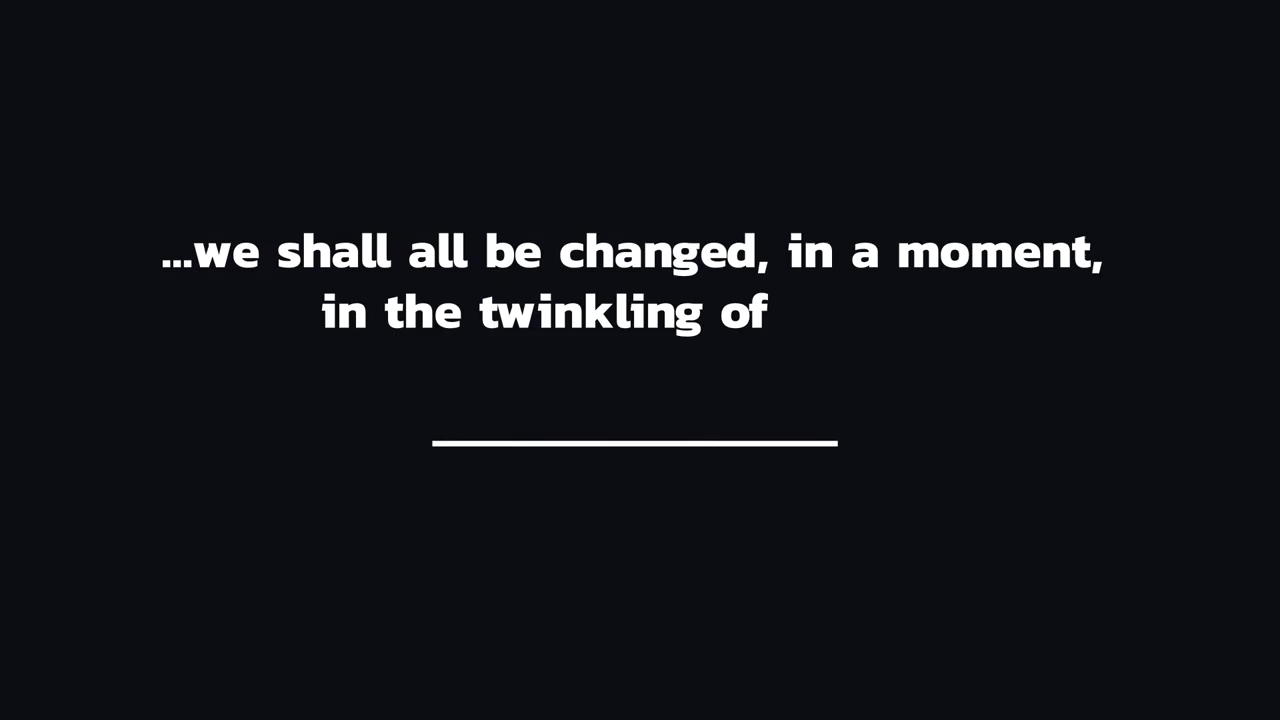 ...we shall all be changed, in a moment,
in the twinkling of